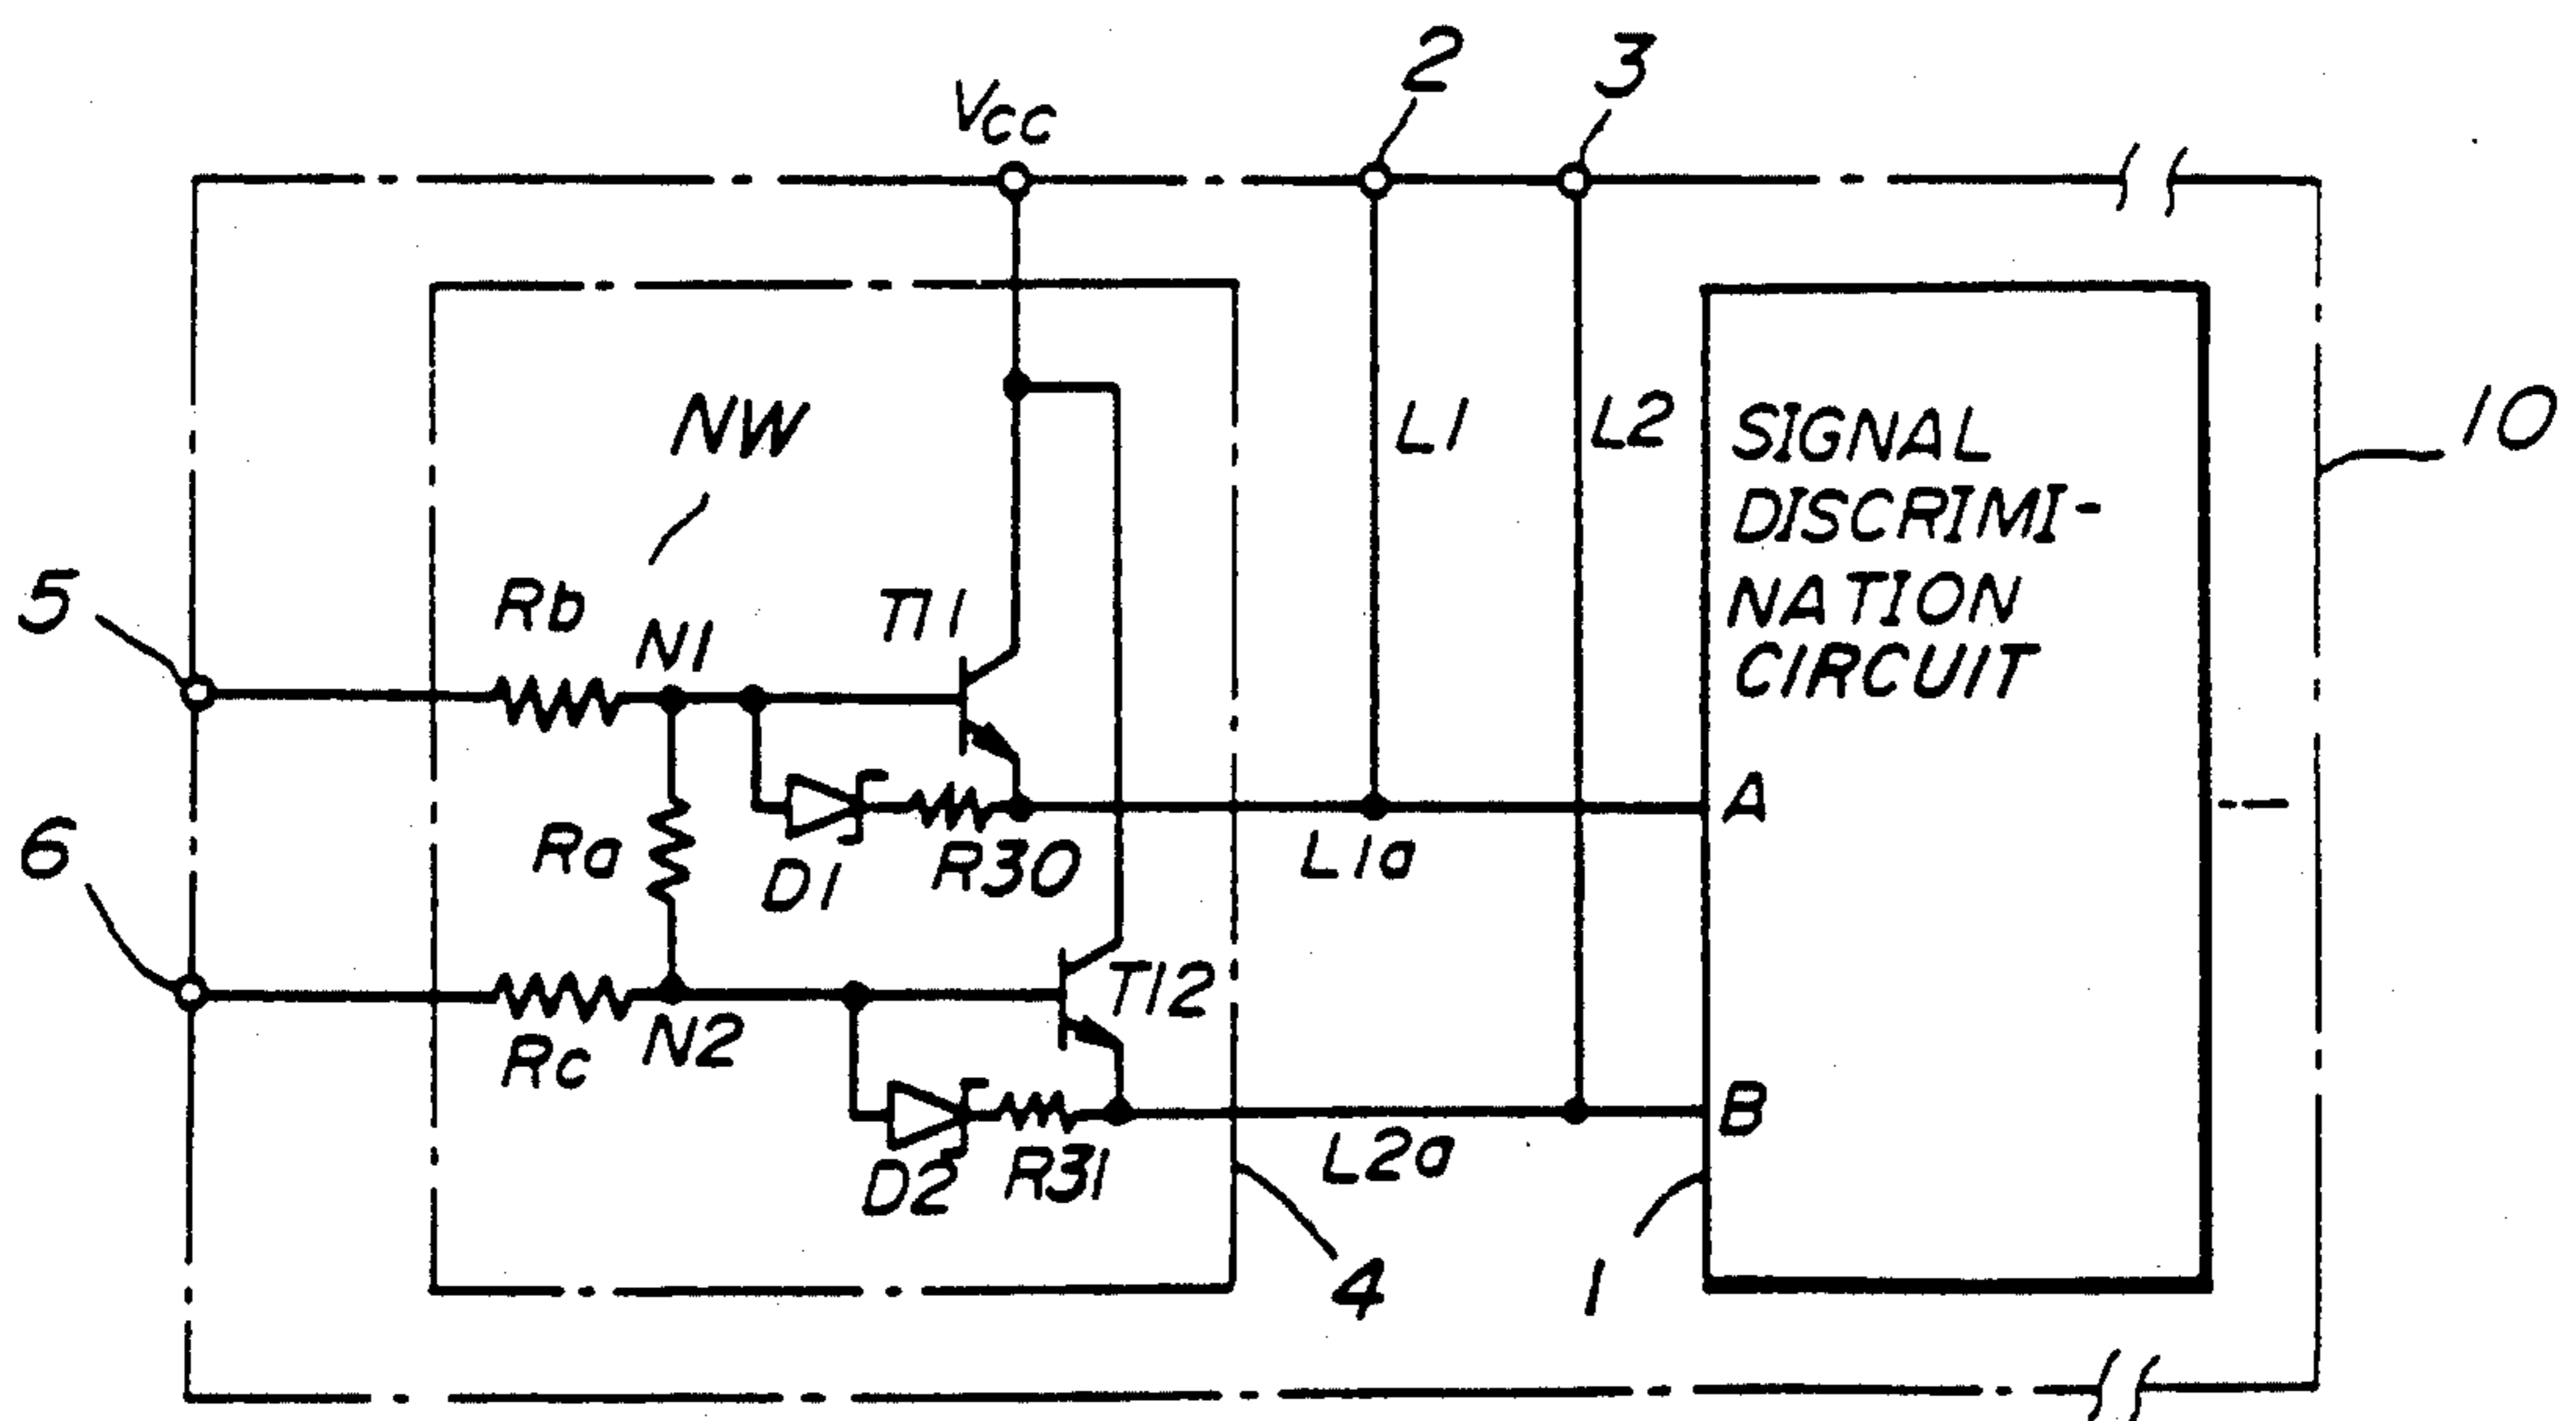 2
3
Vcc
NW
L1
L2
SIGNAL
DISCRIMI-
NATION
CIRCUIT
10
5
Rb
N1
T11
A
Ra
D1
R30
L1a
6
Rc
N2
T12
B
D2
R31
L2a
4
1